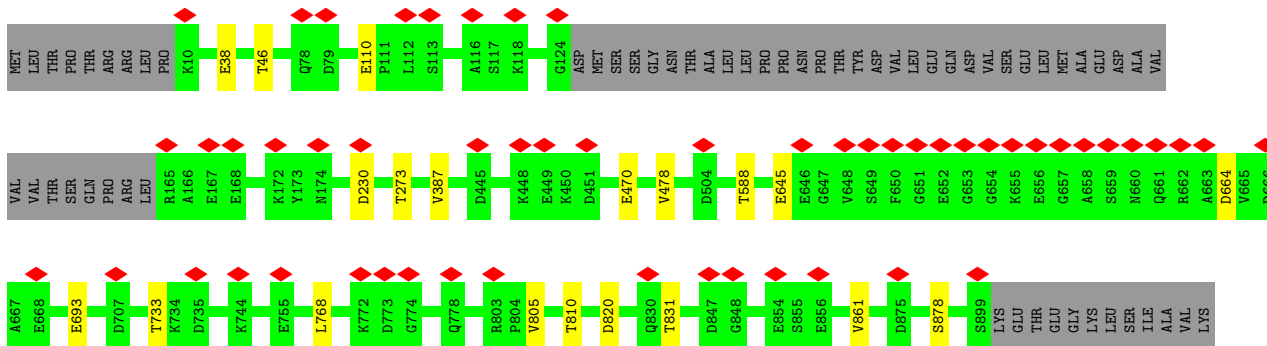 MET LEU THR PRO THR ARG ARG LEU PRO K10 E38 T46 Q78 D79 E110 P111 L112 S113 A116 S117 K118 G124 ASP MET SER SER GLY ASN THR ALA LEU LEU PRO PRO ASN PRO THR TYR ASP VAL LEU GLU GLN ASP VAL SER GLU LEU MET ALA GLU ASP ALA VAL
VAL VAL THR SER GLN PRO ARG LEU R165 A166 E167 E168 K172 Y173 N174 D230 T273 V387 D445 K448 E449 K450 D451 E470 V478 D504 T588 E645 E646 G647 V648 S649 F650 G651 E652 G653 G654 K655 E656 G657 A658 S659 N660 Q661 R662 A663 D664 V665
A667 E668 E693 D707 T733 K734 D735 K744 E755 L768 K772 D773 G774 Q778 R803 P804 V805 T810 D820 Q830 T831 D847 G848 E854 S855 E856 V861 D875 S878 S899 LYS GLU THR GLU GLY LYS LEU SER ILE ALA VAL LYS